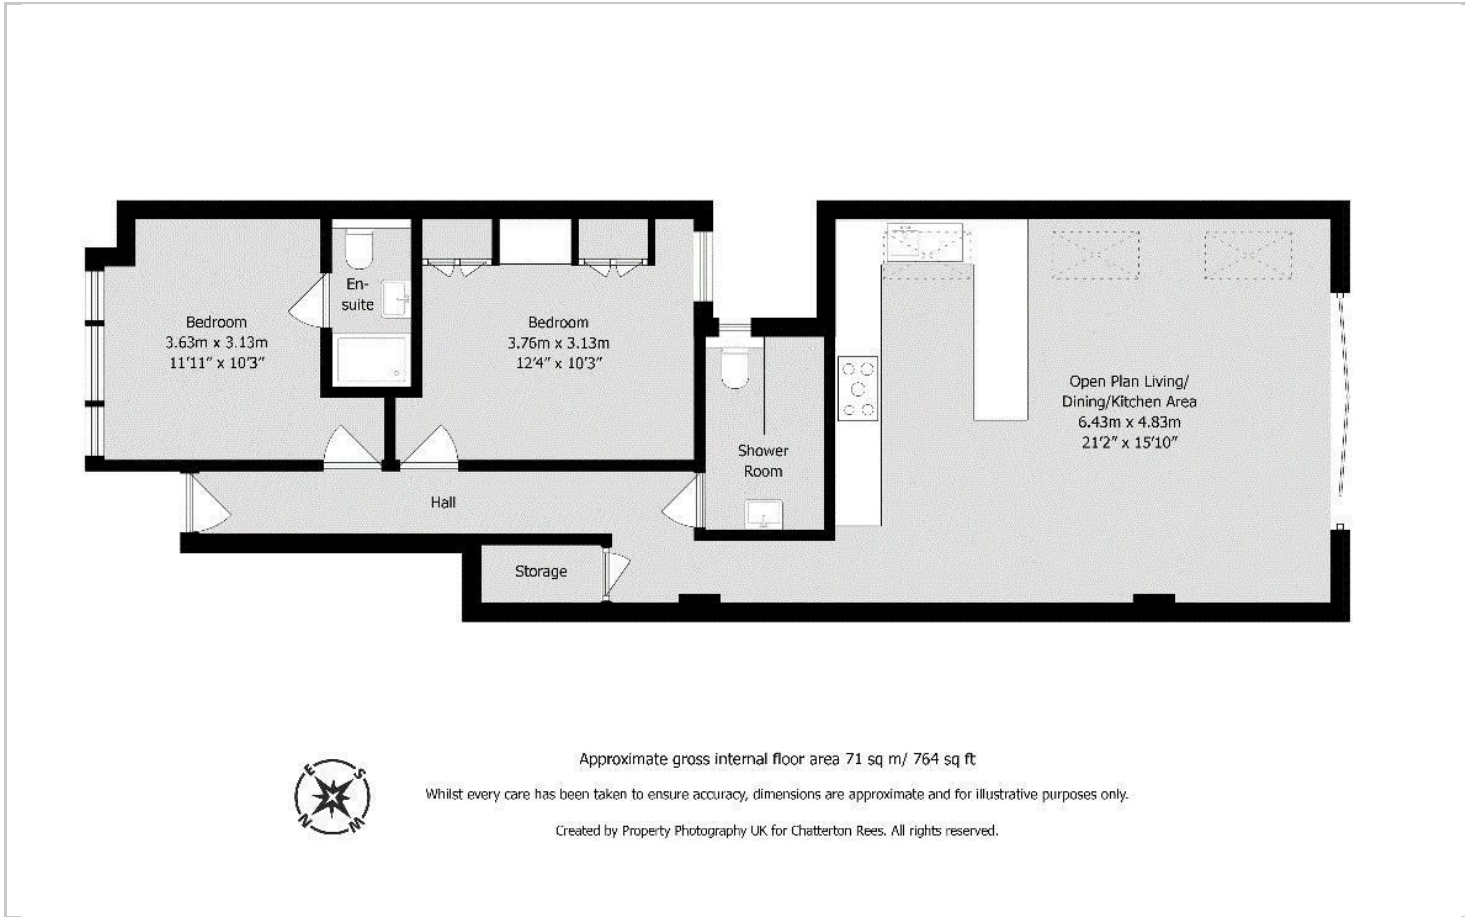 Bedroom
3.63m x 3.13m
11'11" x 10'3"
En-
suite
Bedroom
3.76m x 3.13m
12'4" x 10'3"
Open Plan Living/
Dining/Kitchen Area
6.43m x 4.83m
21'2" x 15'10"
Shower
Room
Hall
Storage
E
S
N
W
Approximate gross internal floor area 71 sq m/ 764 sq ft
Whilst every care has been taken to ensure accuracy, dimensions are approximate and for illustrative purposes only.
Created by Property Photography UK for Chatterton Rees. All rights reserved.